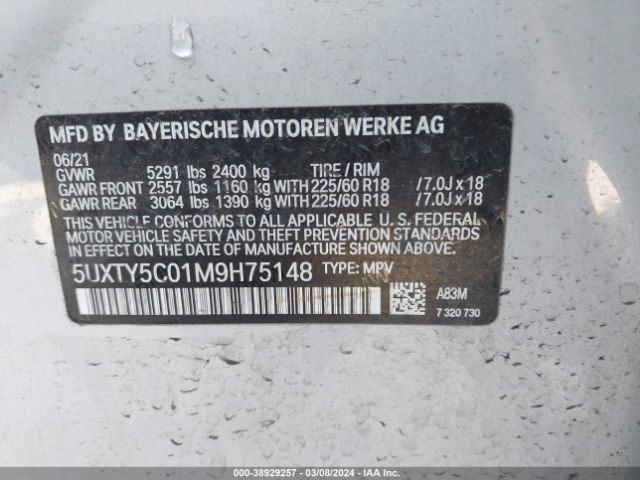 MFD BY BAYERISCHE MOTOREN WERKE AG
06/21
GVWR 5291 lbs 2400 kg TIRE / RIM
GAWR FRONT 2557 lbs 1160 kg WITH 225/60 R18 /7.0J x 18
GAWR REAR 3064 lbs 1390 kg WITH 225/60 R18 /7.0J x 18
THIS VEHICLE CONFORMS TO ALL APPLICABLE U. S. FEDERAL
MOTOR VEHICLE SAFETY AND THEFT PREVENTION STANDARDS
IN EFFECT ON THE DATE OF MANUFACTURE SHOWN ABOVE.
5UXTY5C01M9H75148 TYPE: MPV
A83M
7 320 730
000-38929257 - 03/08/2024 - IAA Inc.